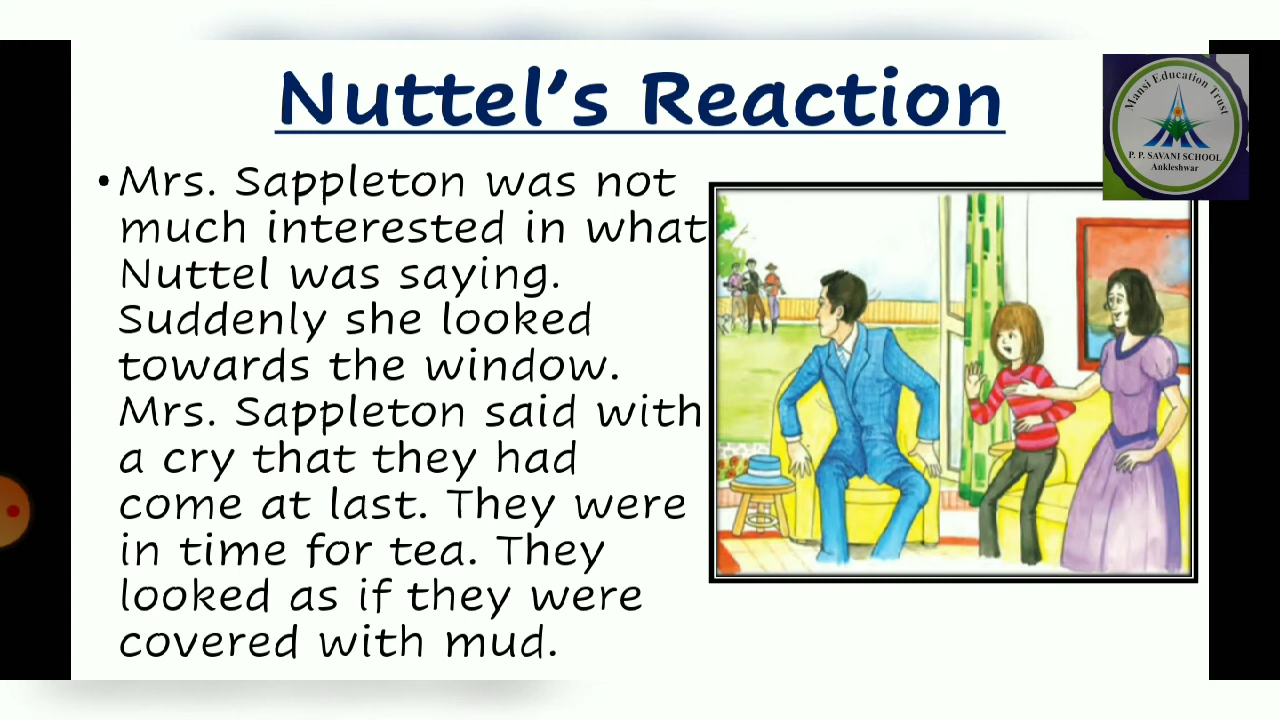 Nuttel's Reaction
Mansi Education Trust
P. P. SAVANI SCHOOL
Ankleshwar
• Mrs. Sappleton was not
much interested in what
Nuttel was saying.
Suddenly she looked
towards the window.
Mrs. Sappleton said with
a cry that they had
come at last. They were
in time for tea. They
looked as if they were
covered with mud.